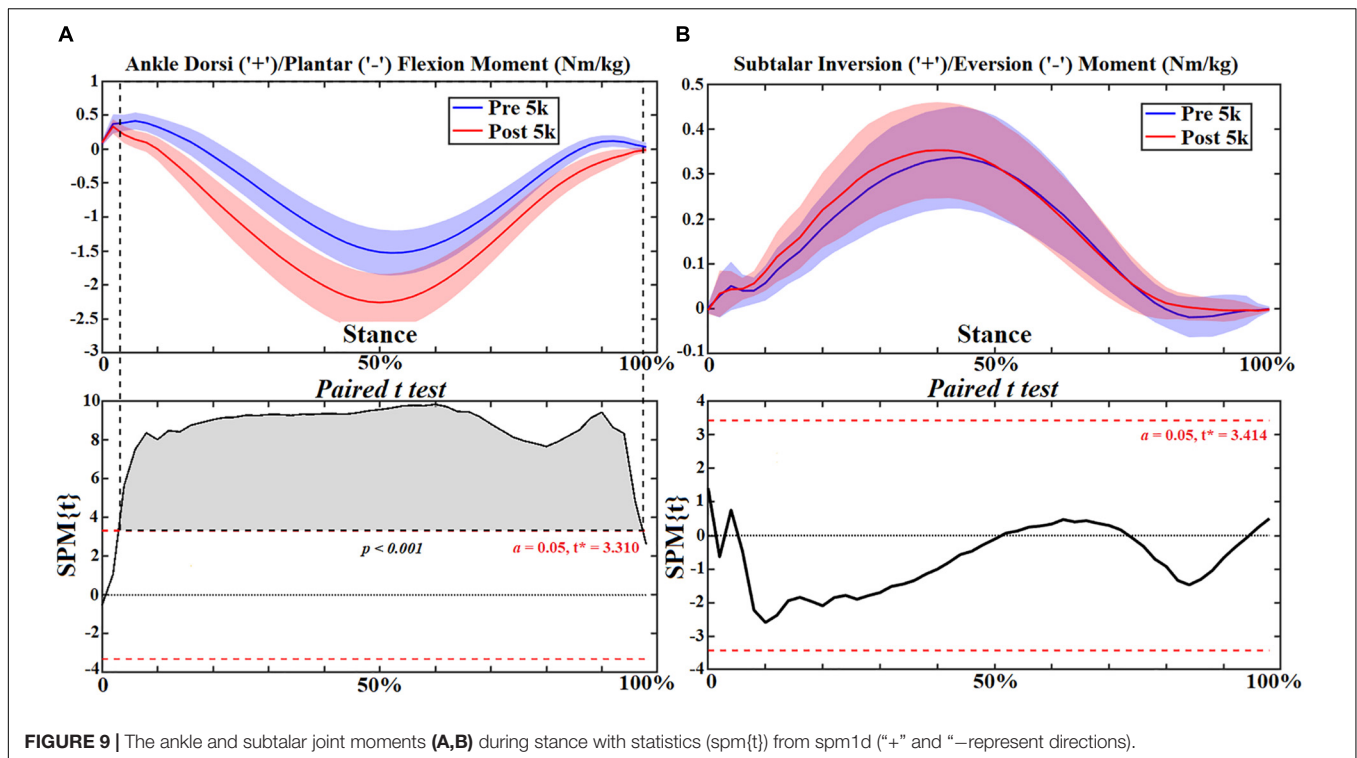 A
Ankle Dorsi ('+')/Plantar ('-') Flexion Moment (Nm/kg)
1
0.5
0
-0.5
-1
-1.5
-2
-2.5
-3
Pre 5k
Post 5k
Stance
0 50% 100%
Paired t test
10
8
6
4
2
0
-2
-4
SPM{t}
p < 0.001
a = 0.05, t* = 3.310
0 50% 100%
B
Subtalar Inversion ('+')/Eversion ('-') Moment (Nm/kg)
0.5
0.4
0.3
0.2
0.1
0
-0.1
Pre 5k
Post 5k
Stance
0 50% 100%
Paired t test
4
3
2
1
0
-1
-2
-3
-4
SPM{t}
a = 0.05, t* = 3.414
0 50% 100%
FIGURE 9 | The ankle and subtalar joint moments (A,B) during stance with statistics (spm{t}) from spm1d (“+” and “−represent directions).